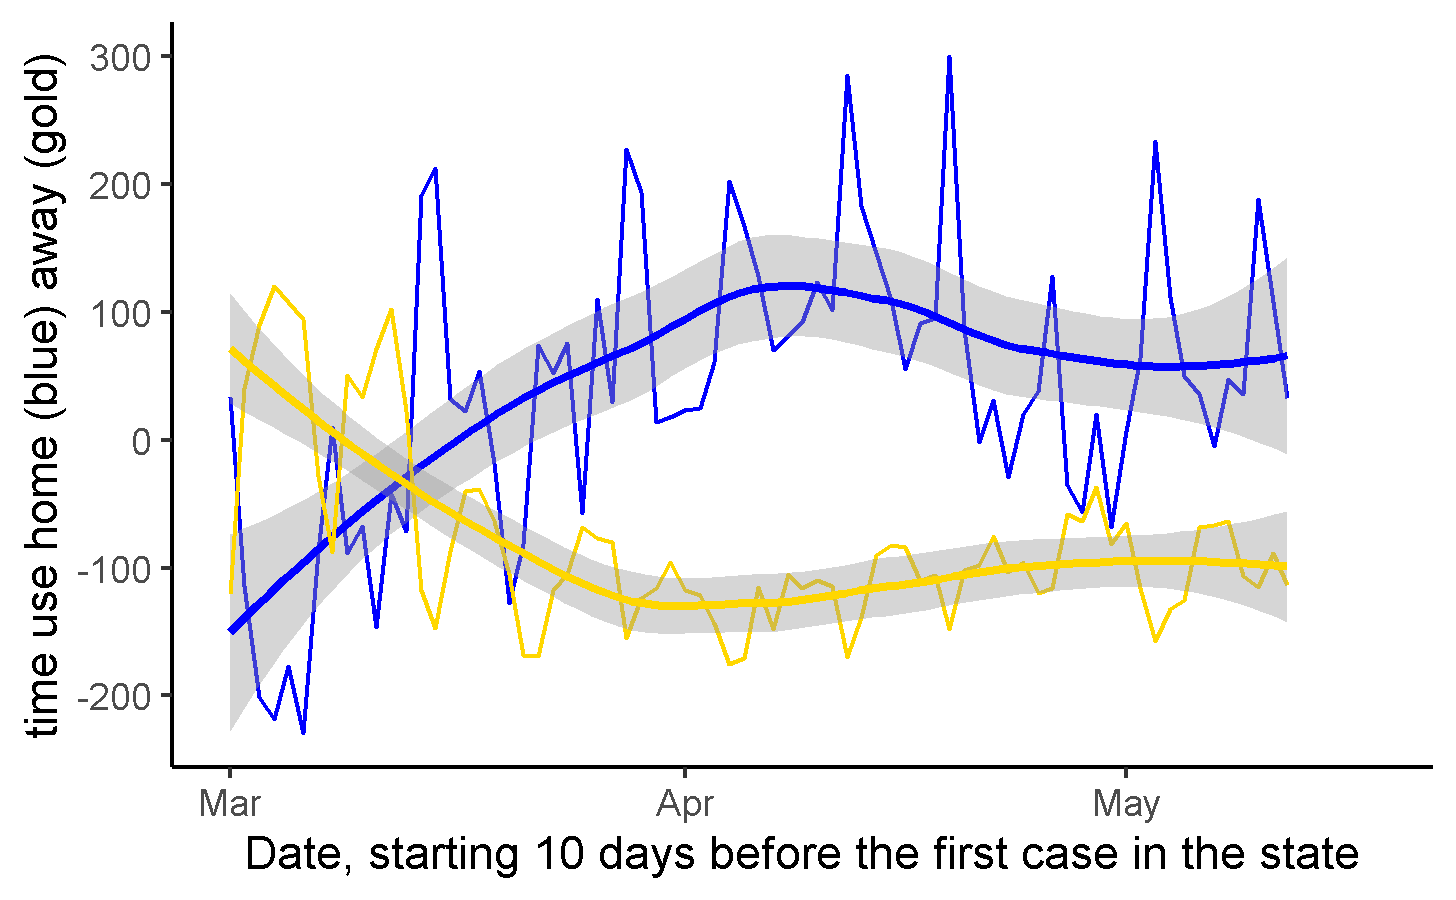 time use home (blue) away (gold)
300
200
100
0
-100
-200
Mar
Apr
May
Date, starting 10 days before the first case in the state